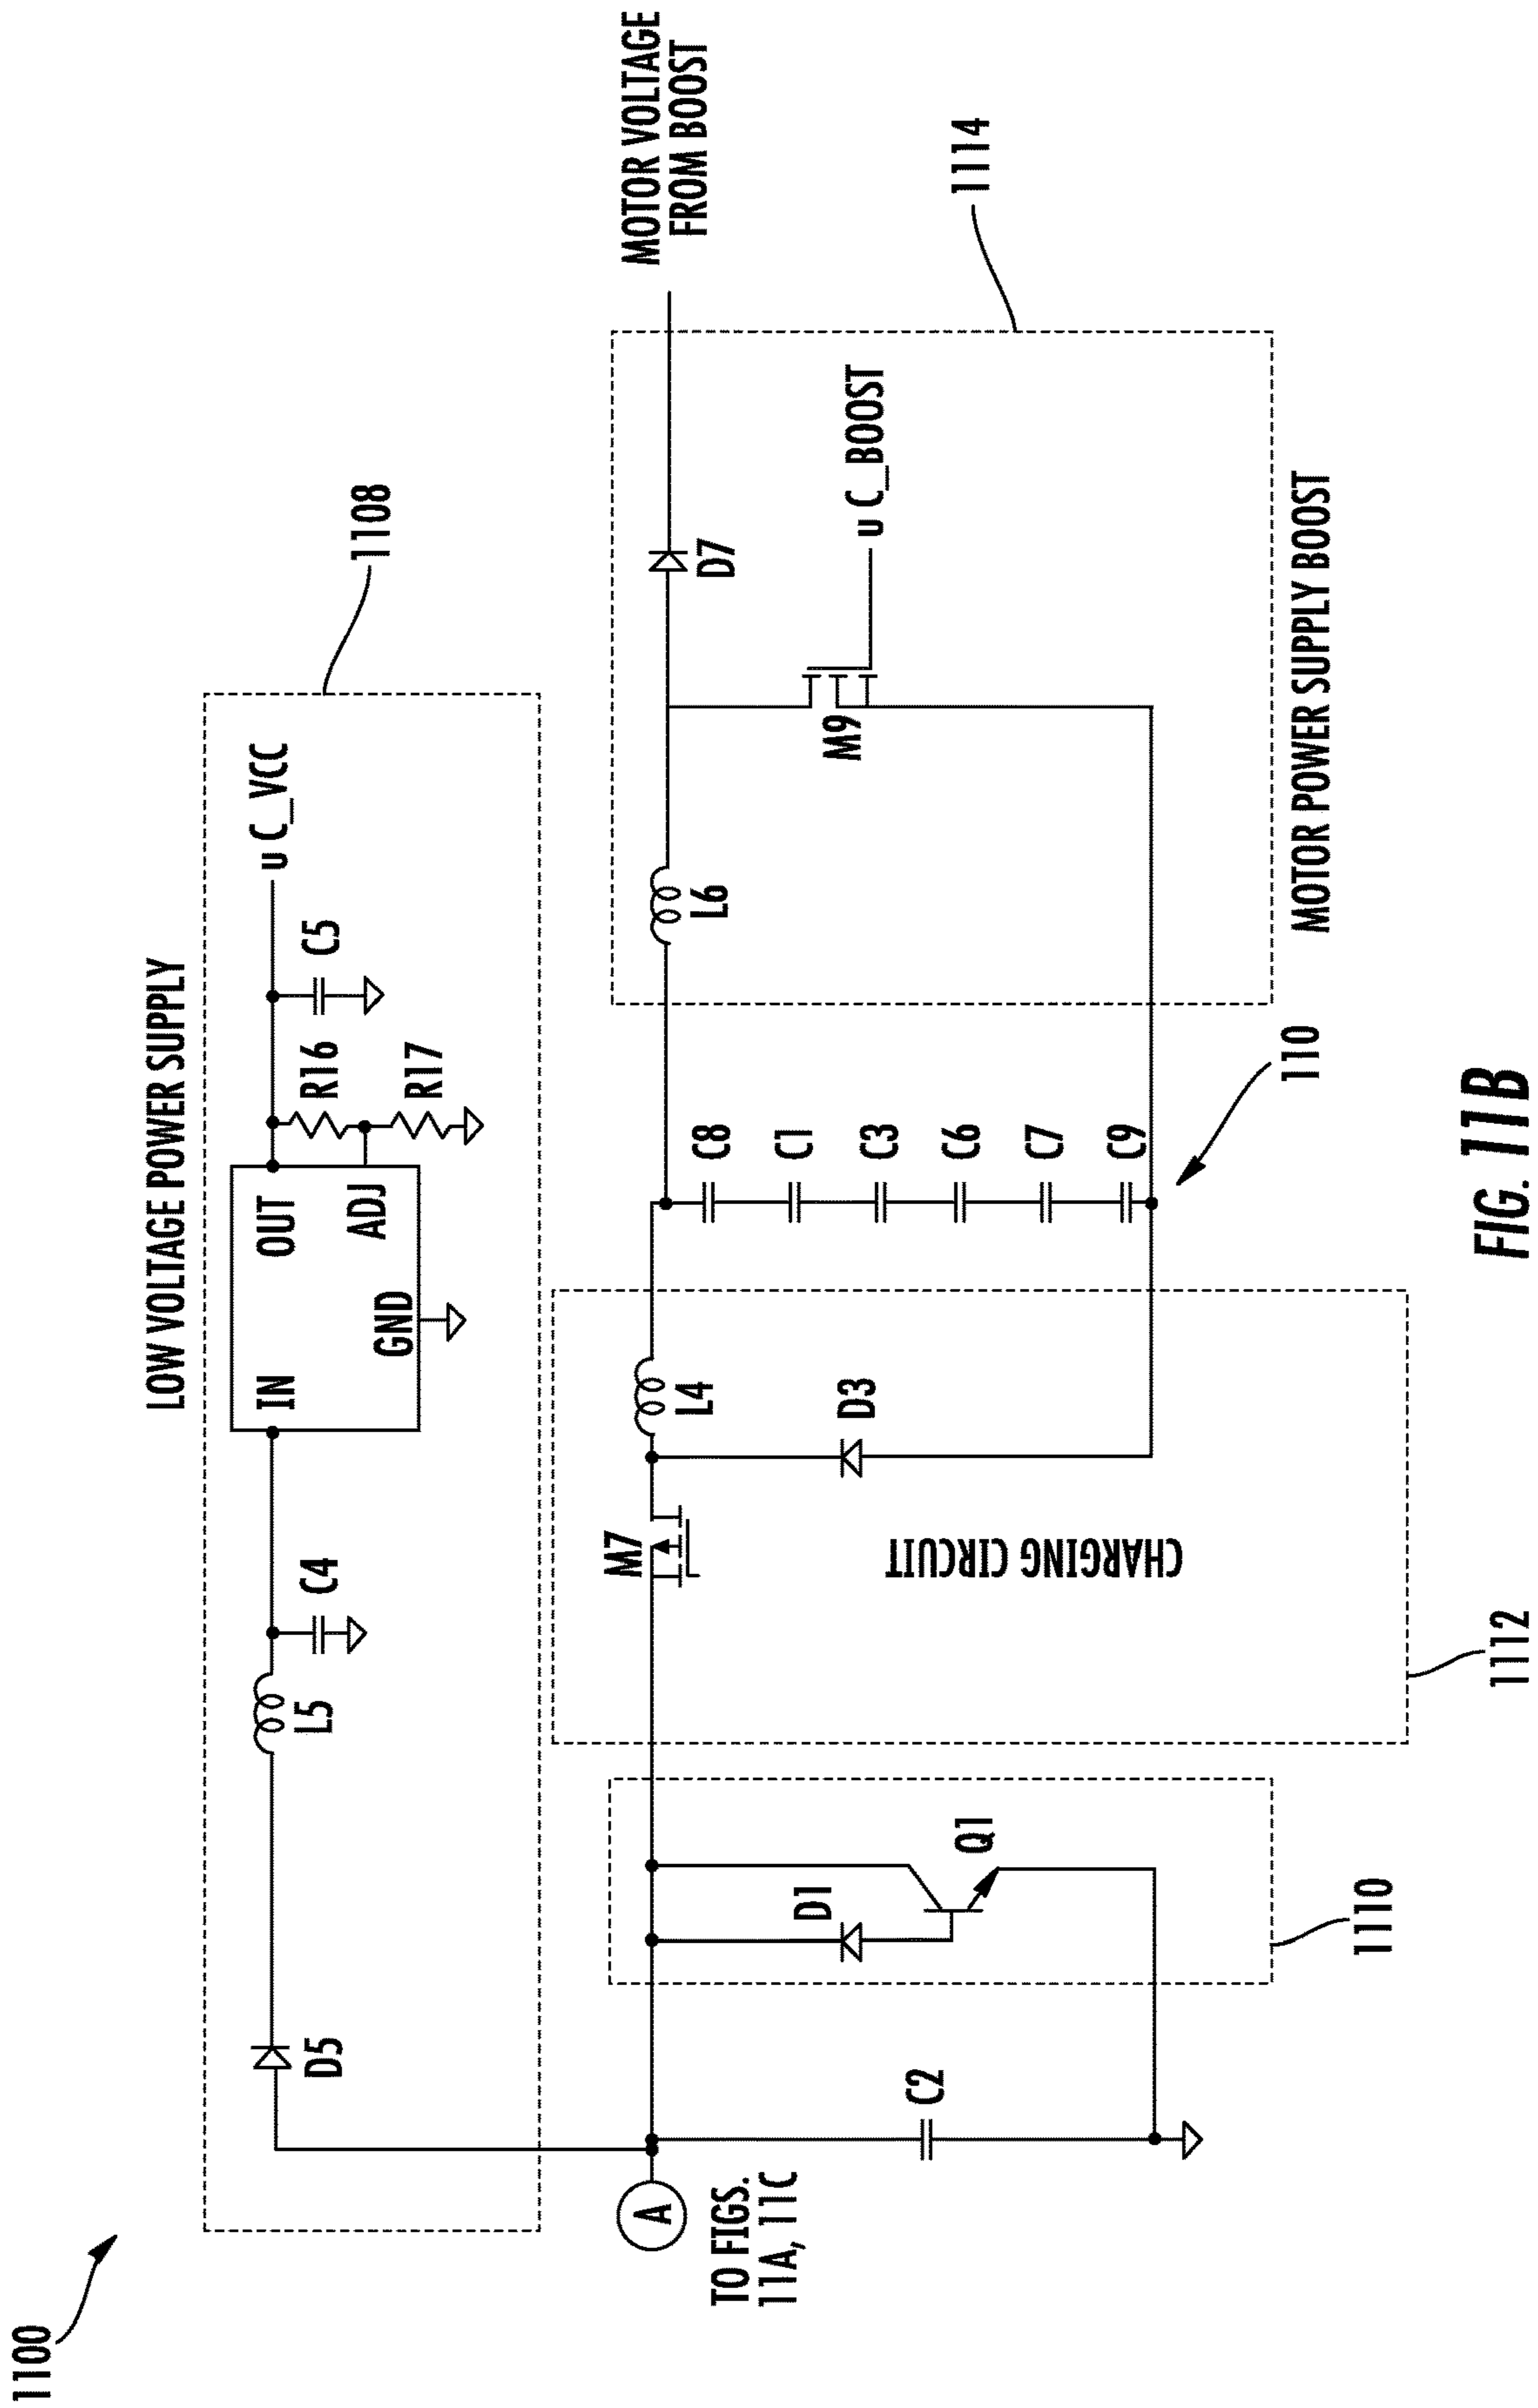 1100
LOW VOLTAGE POWER SUPPLY
1108
D5
L5
C4
IN
OUT
GND
ADJ
R16
R17
C5
u C_VCC
A
TO FIGS.
11A, 11C
C2
D1
Q1
1110
M7
L4
D3
CHARGING CIRCUIT
1112
C8
C1
C3
C6
C7
C9
110
L6
M9
D7
u C_BOOST
MOTOR VOLTAGE
FROM BOOST
1114
MOTOR POWER SUPPLY BOOST
FIG. 11B